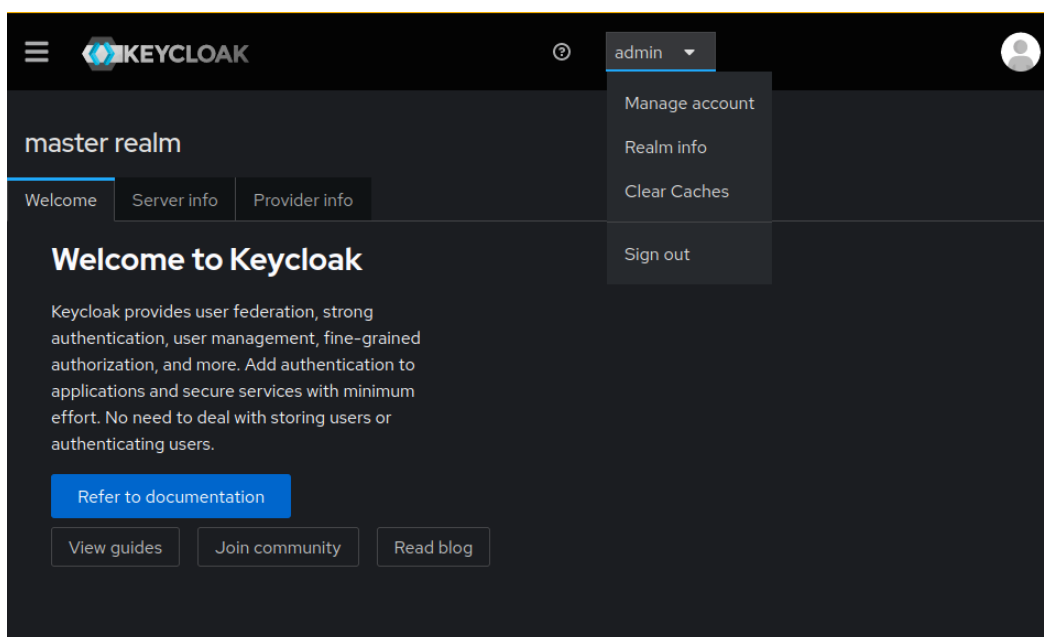 KEYCLOAK
admin
Manage account
Realm info
Clear Caches
Sign out
master realm
Welcome
Server info
Provider info
Welcome to Keycloak
Keycloak provides user federation, strong
authentication, user management, fine-grained
authorization, and more. Add authentication to
applications and secure services with minimum
effort. No need to deal with storing users or
authenticating users.
Refer to documentation
View guides
Join community
Read blog